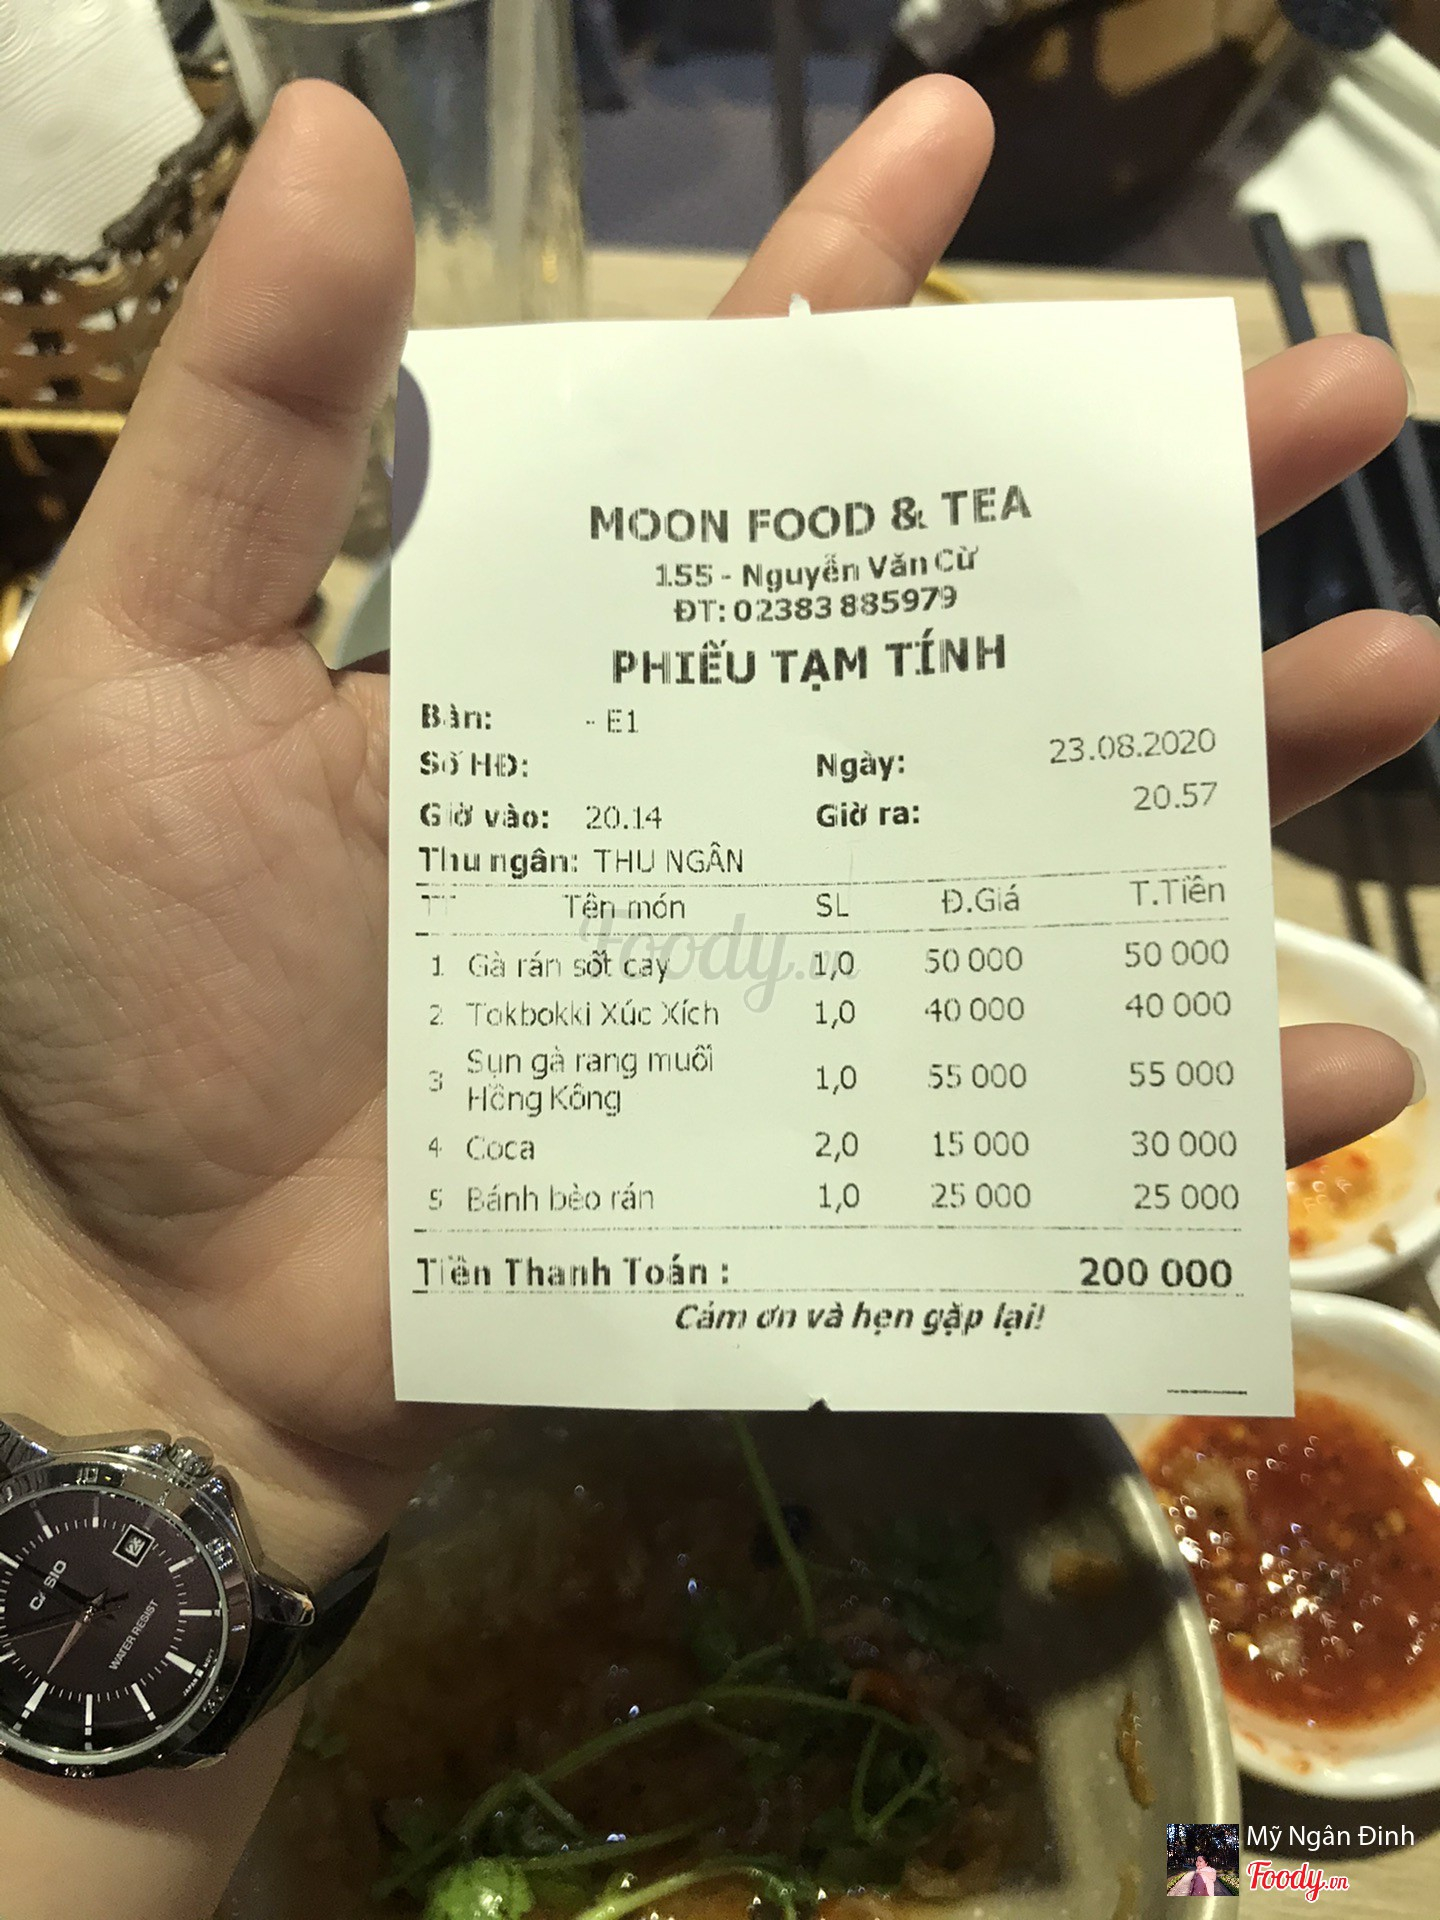 MOON FOOD & TEA
155 - Nguyễn Văn Cừ
ĐT: 02383 885979
PHIẾU TẠM TÍNH
Bàn: - E1
Số HĐ: Ngày: 23.08.2020
Giờ vào: 20.14 Giờ ra: 20.57
Thu ngân: THU NGÂN
TT Tên món SL Đ.Giá T.Tiền
1 Gà rán sốt cay 1,0 50 000 50 000
2 Tokbokki Xúc Xích 1,0 40 000 40 000
3 Sụn gà rang muối Hồng Kông 1,0 55 000 55 000
4 Coca 2,0 15 000 30 000
5 Bánh bèo rán 1,0 25 000 25 000
Tiền Thanh Toán : 200 000
Cảm ơn và hẹn gặp lại!
Foody.vn
CASIO
WATER RESIST
Mỹ Ngân Đinh
Foody.vn